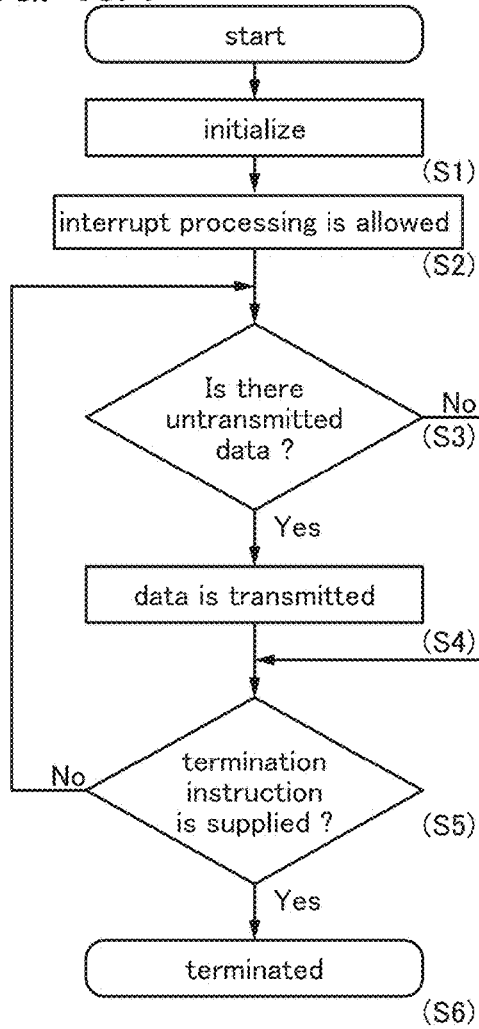 start
initialize
(S1)
interrupt processing is allowed
(S2)
Is there
untransmitted
data ?
No
(S3)
Yes
data is transmitted
(S4)
termination
instruction
is supplied ?
No
(S5)
Yes
terminated
(S6)